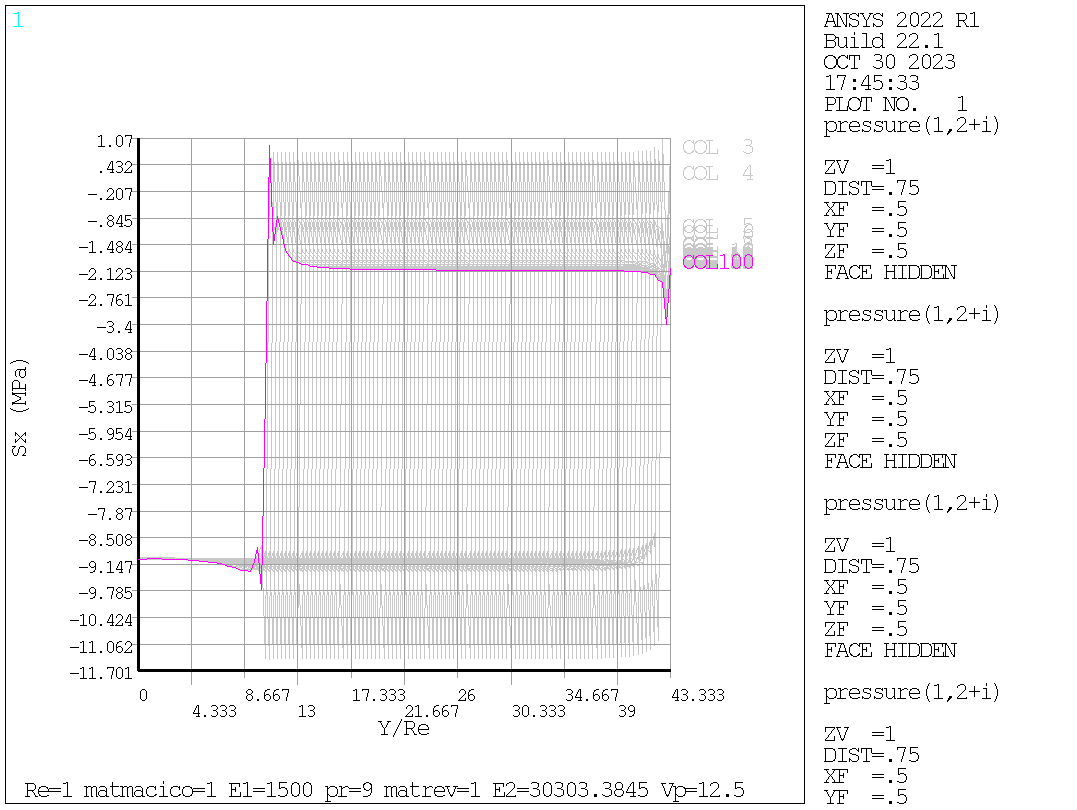 1
ANSYS 2022 R1
Build 22.1
OCT 30 2023
17:45:33
PLOT NO. 1
pressure(1,2+i)
ZV =1
DIST=.75
XF =.5
YF =.5
ZF =.5
FACE HIDDEN
pressure(1,2+i)
ZV =1
DIST=.75
XF =.5
YF =.5
ZF =.5
FACE HIDDEN
pressure(1,2+i)
ZV =1
DIST=.75
XF =.5
YF =.5
ZF =.5
FACE HIDDEN
pressure(1,2+i)
ZV =1
DIST=.75
XF =.5
YF =.5
COL 3
COL 4
COL 5
COL100
1.07
.432
-.207
-.845
-1.484
-2.123
-2.761
-3.4
-4.038
-4.677
-5.315
-5.954
-6.593
-7.231
-7.87
-8.508
-9.147
-9.785
-10.424
-11.062
-11.701
Sx (MPa)
0 8.667 17.333 26 34.667 43.333
4.333 13 21.667 30.333 39
Y/Re
Re=1 matmacico=1 E1=1500 pr=9 matrev=1 E2=30303.3845 Vp=12.5